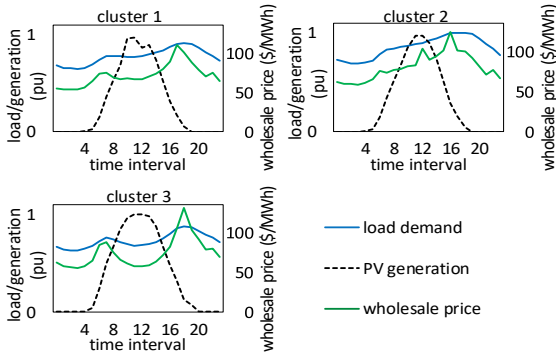 cluster 1
load/generation
(pu)
1
0
100
50
0
wholesale price ($/MWh)
4 8 12 16 20
time interval
cluster 2
load/generation
(pu)
1
0
100
50
0
wholesale price ($/MWh)
4 8 12 16 20
time interval
cluster 3
load/generation
(pu)
1
0
100
50
0
wholesale price ($/MWh)
4 8 12 16 20
time interval
load demand
PV generation
wholesale price